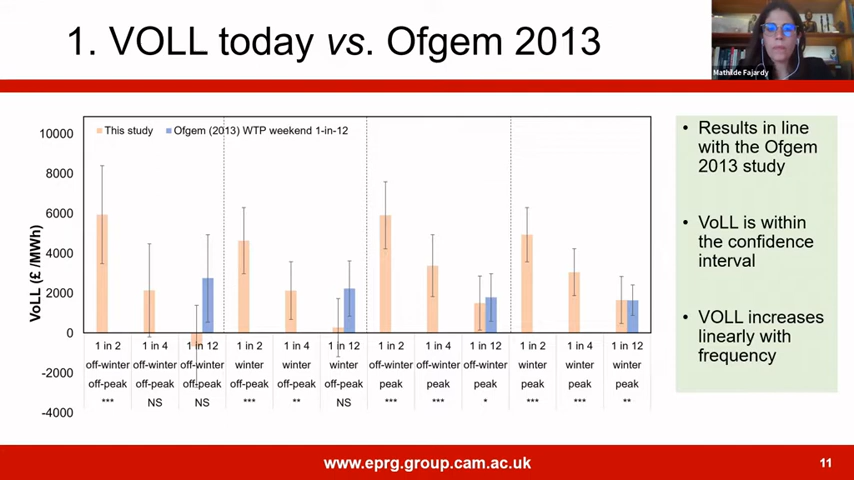 1. VOLL today vs. Ofgem 2013
Mathilde Fajardy
This study
Ofgem (2013) WTP weekend 1-in-12
VoLL (£ /MWh)
10000
8000
6000
4000
2000
0
-2000
-4000
1 in 2 1 in 4 1 in 12 1 in 2 1 in 4 1 in 12 1 in 2 1 in 4 1 in 12 1 in 2 1 in 4 1 in 12
off-winter off-winter off-winter winter winter winter off-winter off-winter off-winter winter winter winter
off-peak off-peak off-peak off-peak off-peak off-peak peak peak peak peak peak peak
*** NS NS *** ** NS *** *** * *** *** **
• Results in line
with the Ofgem
2013 study
• VoLL is within
the confidence
interval
• VOLL increases
linearly with
frequency
www.eprg.group.cam.ac.uk
11